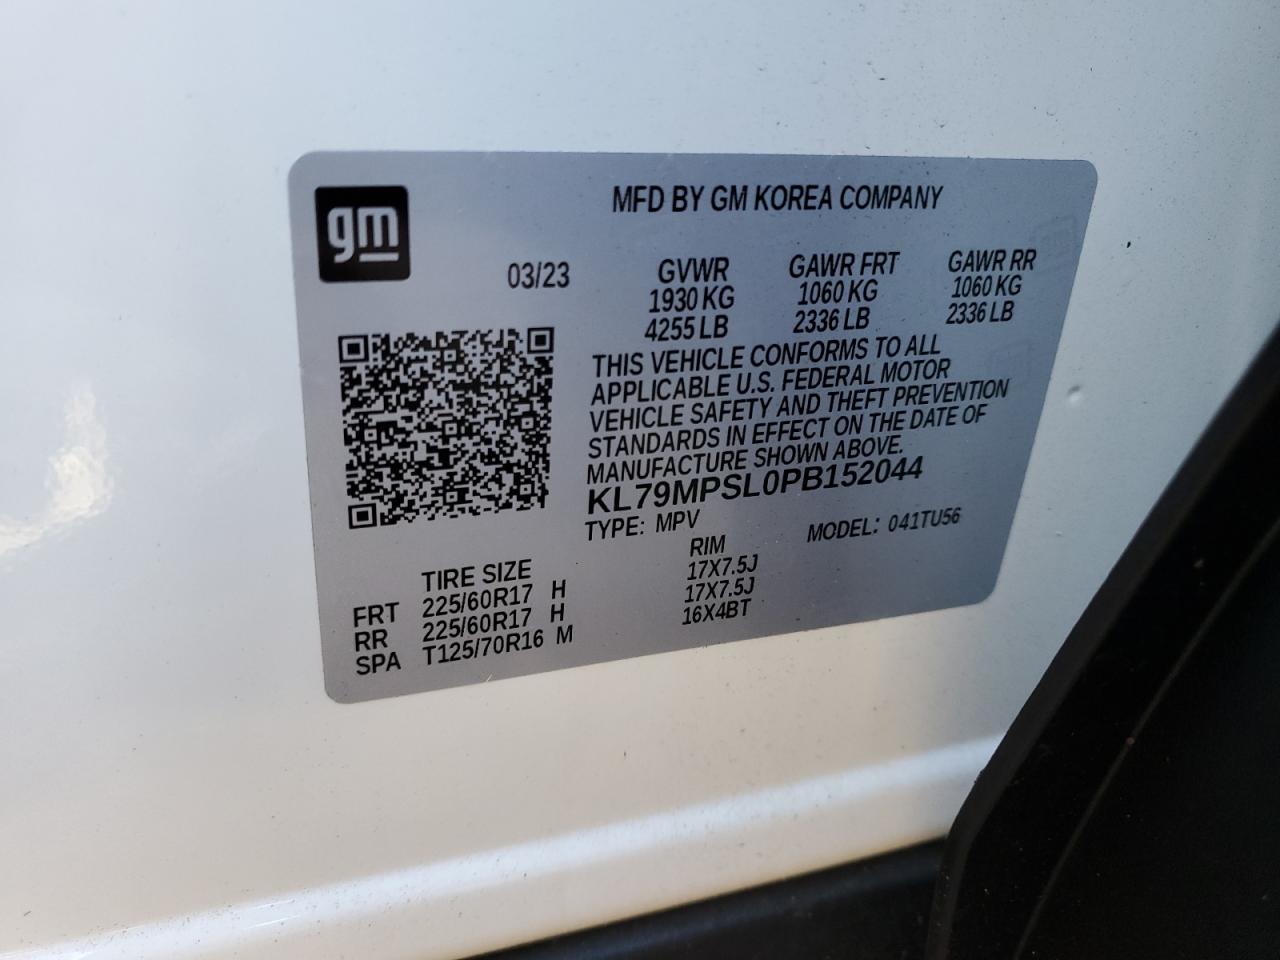 gm
MFD BY GM KOREA COMPANY
03/23 GVWR GAWR FRT GAWR RR
1930 KG 1060 KG 1060 KG
4255 LB 2336 LB 2336 LB
THIS VEHICLE CONFORMS TO ALL
APPLICABLE U.S. FEDERAL MOTOR
VEHICLE SAFETY AND THEFT PREVENTION
STANDARDS IN EFFECT ON THE DATE OF
MANUFACTURE SHOWN ABOVE.
KL79MPSL0PB152044
TYPE: MPV MODEL: 041TU56
TIRE SIZE RIM
FRT 225/60R17 H 17X7.5J
RR 225/60R17 H 17X7.5J
SPA T125/70R16 M 16X4BT